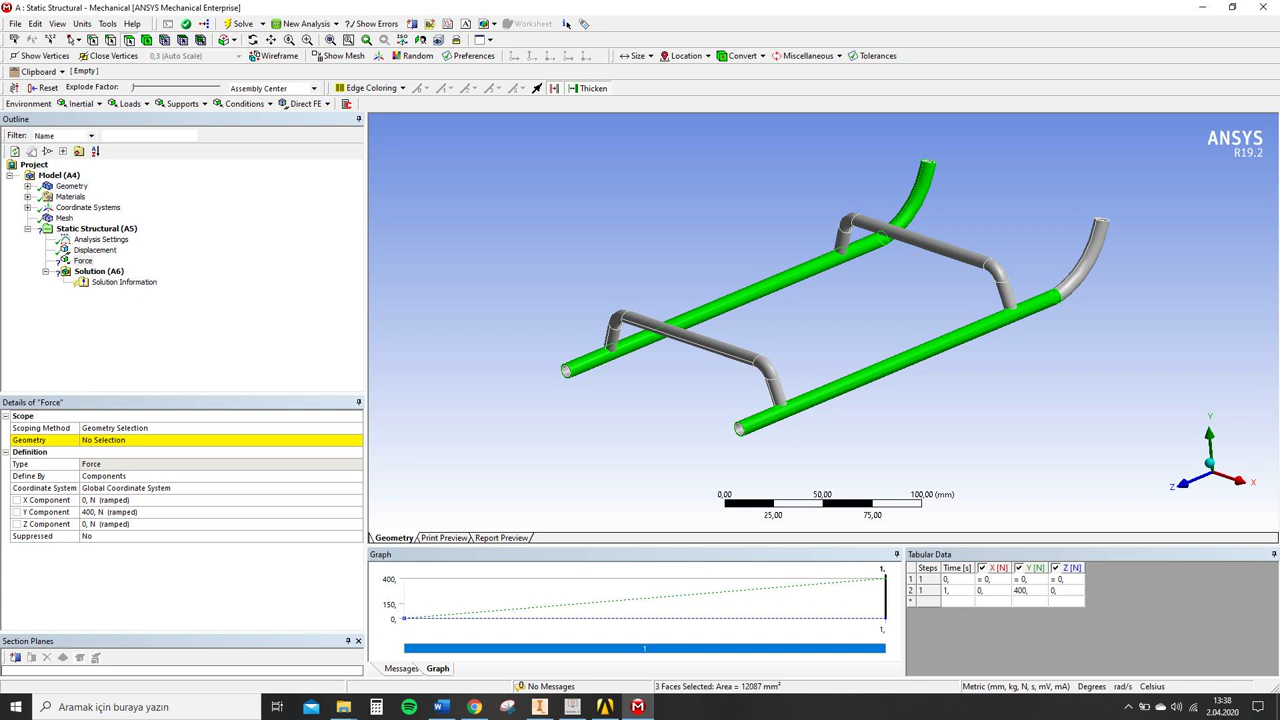 A : Static Structural - Mechanical [ANSYS Mechanical Enterprise]
File Edit View Units Tools Help Solve New Analysis Show Errors Worksheet
Show Vertices Close Vertices 0,3 (Auto Scale) Wireframe Show Mesh Random Preferences Size Location Convert Miscellaneous Tolerances
Clipboard [ Empty]
Reset Explode Factor: Assembly Center Edge Coloring Thicken
Environment Inertial Loads Supports Conditions Direct FE
Outline
Filter: Name
Project
Model (A4)
Geometry
Materials
Coordinate Systems
Mesh
Static Structural (A5)
Analysis Settings
Displacement
Force
Solution (A6)
Solution Information
Details of "Force"
Scope
Scoping Method Geometry Selection
Geometry No Selection
Definition
Type Force
Define By Components
Coordinate System Global Coordinate System
X Component 0, N (ramped)
Y Component 400, N (ramped)
Z Component 0, N (ramped)
Suppressed No
Section Planes
ANSYS
R19.2
Y
Z X
0,00 50,00 100,00 (mm)
25,00 75,00
Geometry Print Preview Report Preview
Graph
1,
400,
150,
0,
1,
1
Messages Graph
Tabular Data
Steps Time [s] X [N] Y [N] Z [N]
1 1 0, = 0, = 0, = 0,
2 1 1, 0, 400, 0,
*
No Messages 3 Faces Selected: Area = 12087 mm² Metric (mm, kg, N, s, mV, mA) Degrees rad/s Celsius
Aramak için buraya yazın
13:38
2.04.2020